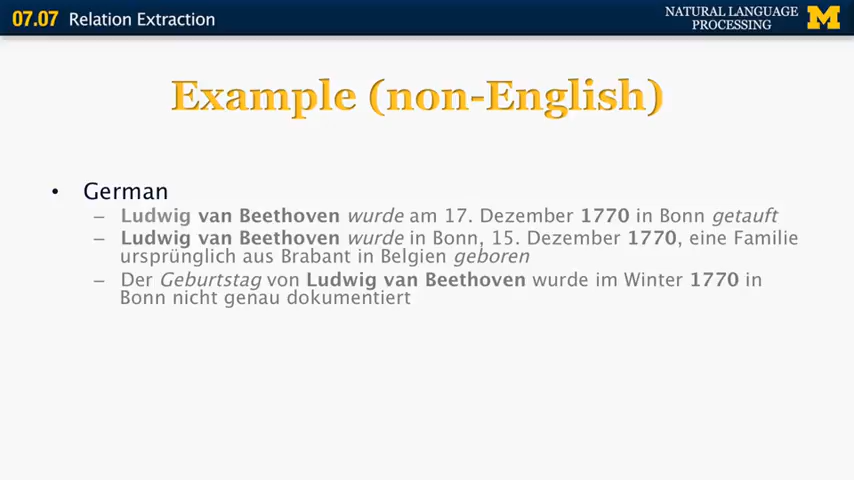 07.07 Relation Extraction
NATURAL LANGUAGE
PROCESSING
M
Example (non-English)
• German
– Ludwig van Beethoven wurde am 17. Dezember 1770 in Bonn getauft
– Ludwig van Beethoven wurde in Bonn, 15. Dezember 1770, eine Familie
ursprünglich aus Brabant in Belgien geboren
– Der Geburtstag von Ludwig van Beethoven wurde im Winter 1770 in
Bonn nicht genau dokumentiert